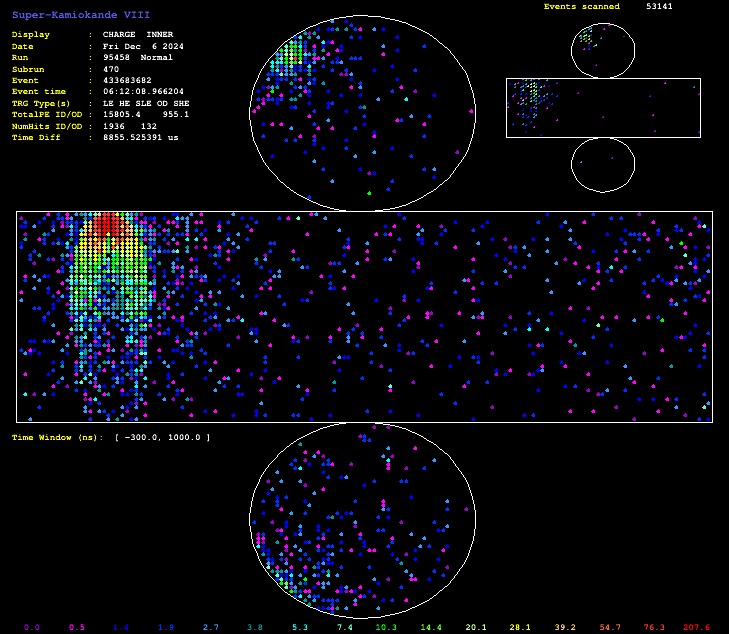 Super-Kamiokande VIII
Events scanned 53141
Display : CHARGE INNER
Date : Fri Dec 6 2024
Run : 95458 Normal
Subrun : 470
Event : 433683682
Event time : 06:12:08.966204
TRG Type(s) : LE HE SLE OD SHE
TotalPE ID/OD : 15805.4 955.1
NumHits ID/OD : 1936 132
Time Diff : 8855.525391 us
Time Window (ns): [ -300.0, 1000.0 ]
0.0 0.5 1.4 1.9 2.7 3.8 5.3 7.4 10.3 14.4 20.1 28.1 39.2 54.7 76.3 207.6